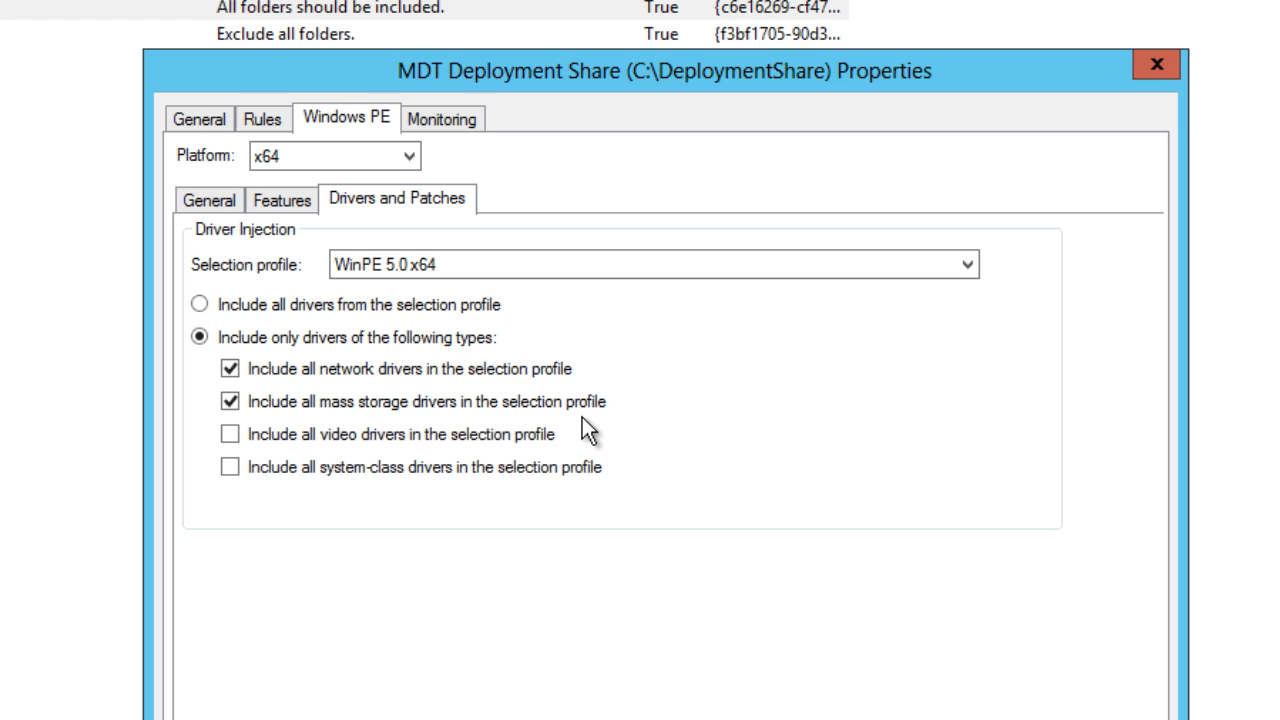 All folders should be included. True {c6e16269-cf47...
Exclude all folders. True {f3bf1705-90d3...
MDT Deployment Share (C:\DeploymentShare) Properties
x
General Rules Windows PE Monitoring
Platform: x64
General Features Drivers and Patches
Driver Injection
Selection profile: WinPE 5.0 x64
Include all drivers from the selection profile
Include only drivers of the following types:
Include all network drivers in the selection profile
Include all mass storage drivers in the selection profile
Include all video drivers in the selection profile
Include all system-class drivers in the selection profile